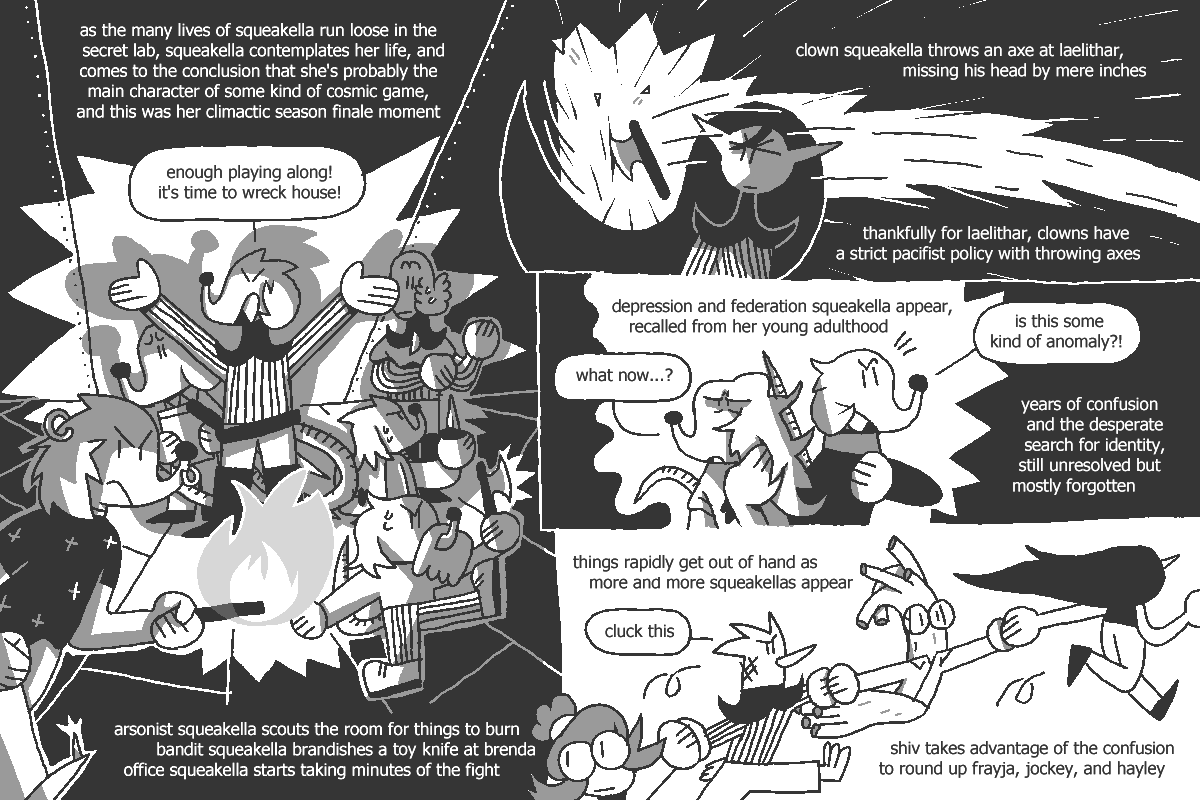 as the many lives of squeakella run loose in the
secret lab, squeakella contemplates her life, and
comes to the conclusion that she's probably the
main character of some kind of cosmic game,
and this was her climactic season finale moment
enough playing along!
it's time to wreck house!
arsonist squeakella scouts the room for things to burn
bandit squeakella brandishes a toy knife at brenda
office squeakella starts taking minutes of the fight
clown squeakella throws an axe at laelithar,
missing his head by mere inches
thankfully for laelithar, clowns have
a strict pacifist policy with throwing axes
depression and federation squeakella appear,
recalled from her young adulthood
is this some
kind of anomaly?!
what now...?
years of confusion
and the desperate
search for identity,
still unresolved but
mostly forgotten
things rapidly get out of hand as
more and more squeakellas appear
cluck this
shiv takes advantage of the confusion
to round up frayja, jockey, and hayley